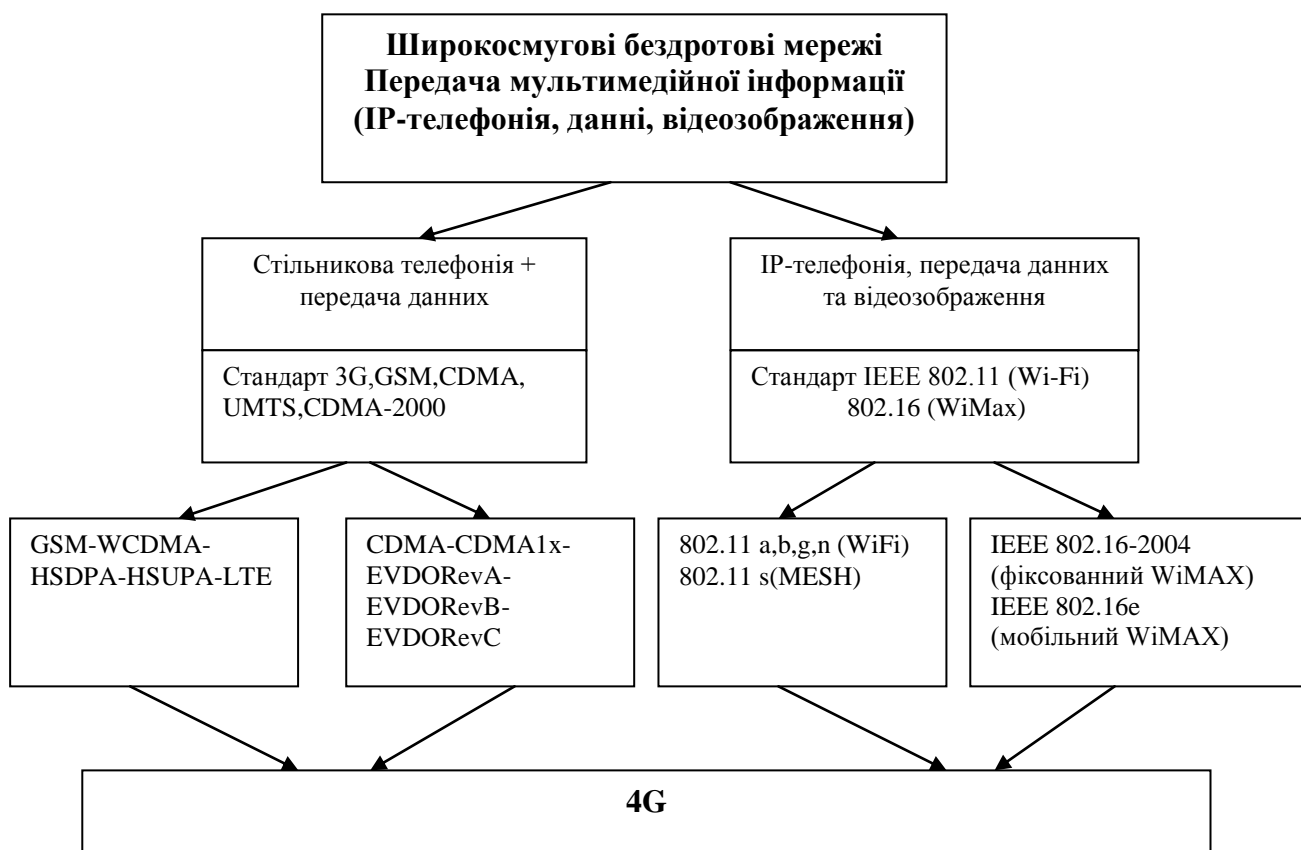 Широкосмугові бездротові мережі
Передача мультимедійної інформації
(ІР-телефонія, данні, відеозображення)
Стільникова телефонія +
передача данних
ІР-телефонія, передача данних
та відеозображення
Стандарт 3G,GSM,CDMA,
UMTS,CDMA-2000
Стандарт IEEE 802.11 (Wi-Fi)
802.16 (WiMax)
GSM-WCDMA-
HSDPA-HSUPA-LTE
CDMA-CDMA1x-
EVDORevA-
EVDORevB-
EVDORevC
802.11 a,b,g,n (WiFi)
802.11 s(MESH)
IEEE 802.16-2004
(фіксованний WiMAX)
IEEE 802.16e
(мобільний WiMAX)
4G